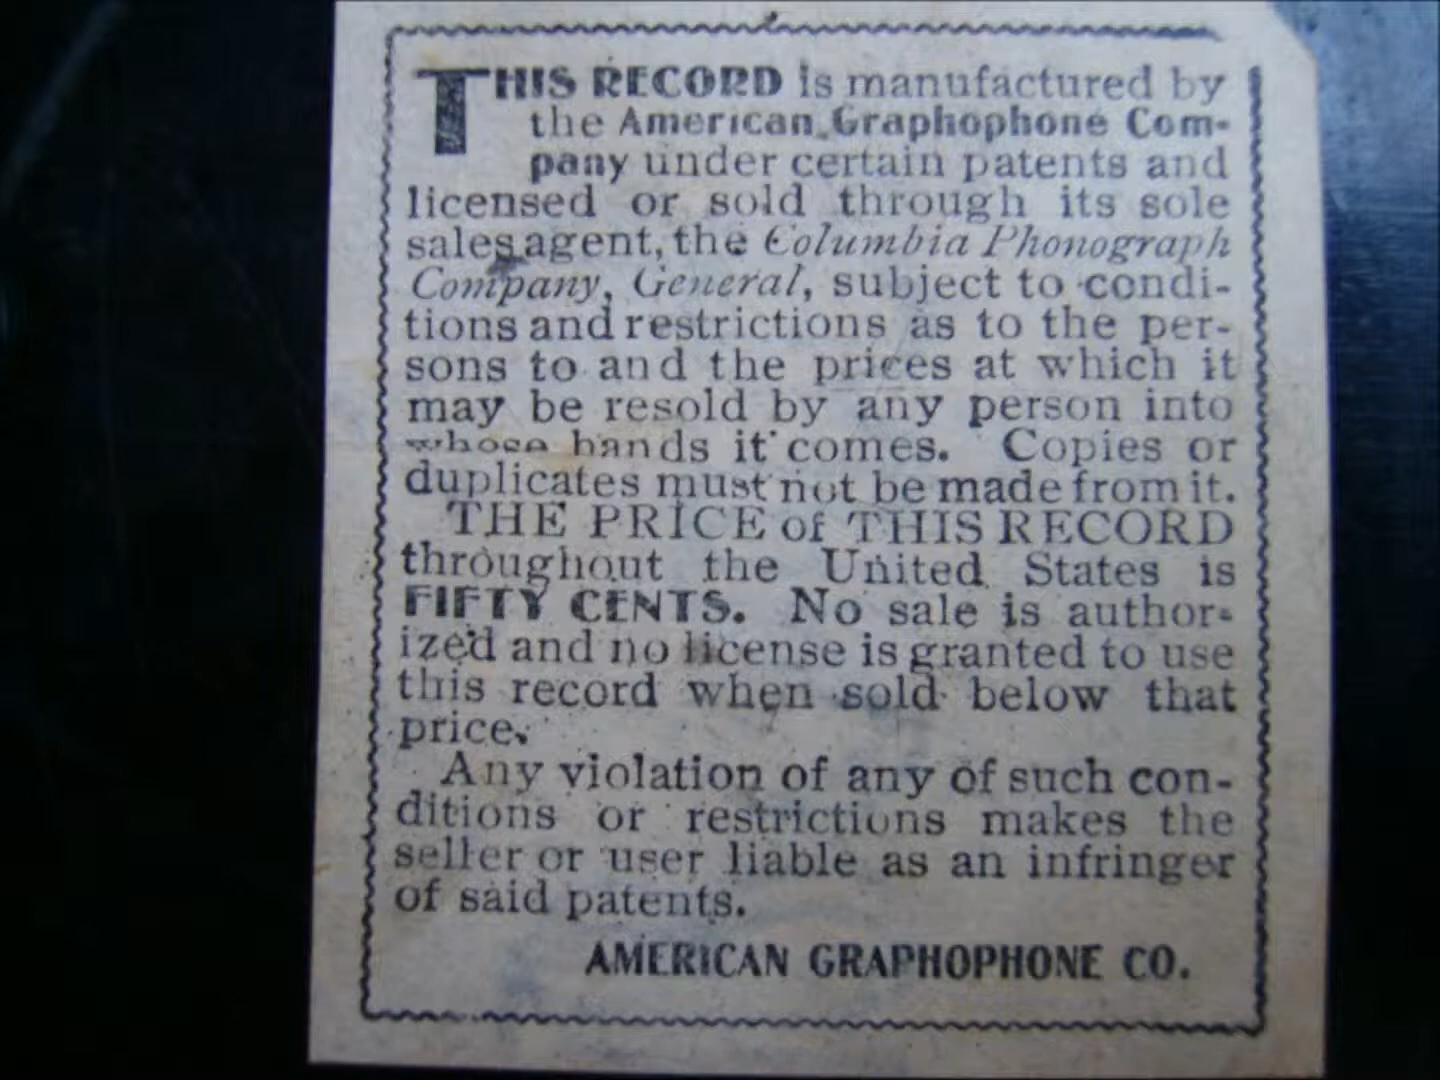 THIS RECORD is manufactured by
the American Graphophone Com-
pany under certain patents and
licensed or sold through its sole
sales agent, the Columbia Phonograph
Company, General, subject to condi-
tions and restrictions as to the per-
sons to and the prices at which it
may be resold by any person into
whose hands it comes. Copies or
duplicates must not be made from it.
THE PRICE of THIS RECORD
throughout the United States is
FIFTY CENTS. No sale is author-
ized and no license is granted to use
this record when sold below that
price.
Any violation of any of such con-
ditions or restrictions makes the
seller or user liable as an infringer
of said patents.
AMERICAN GRAPHOPHONE CO.